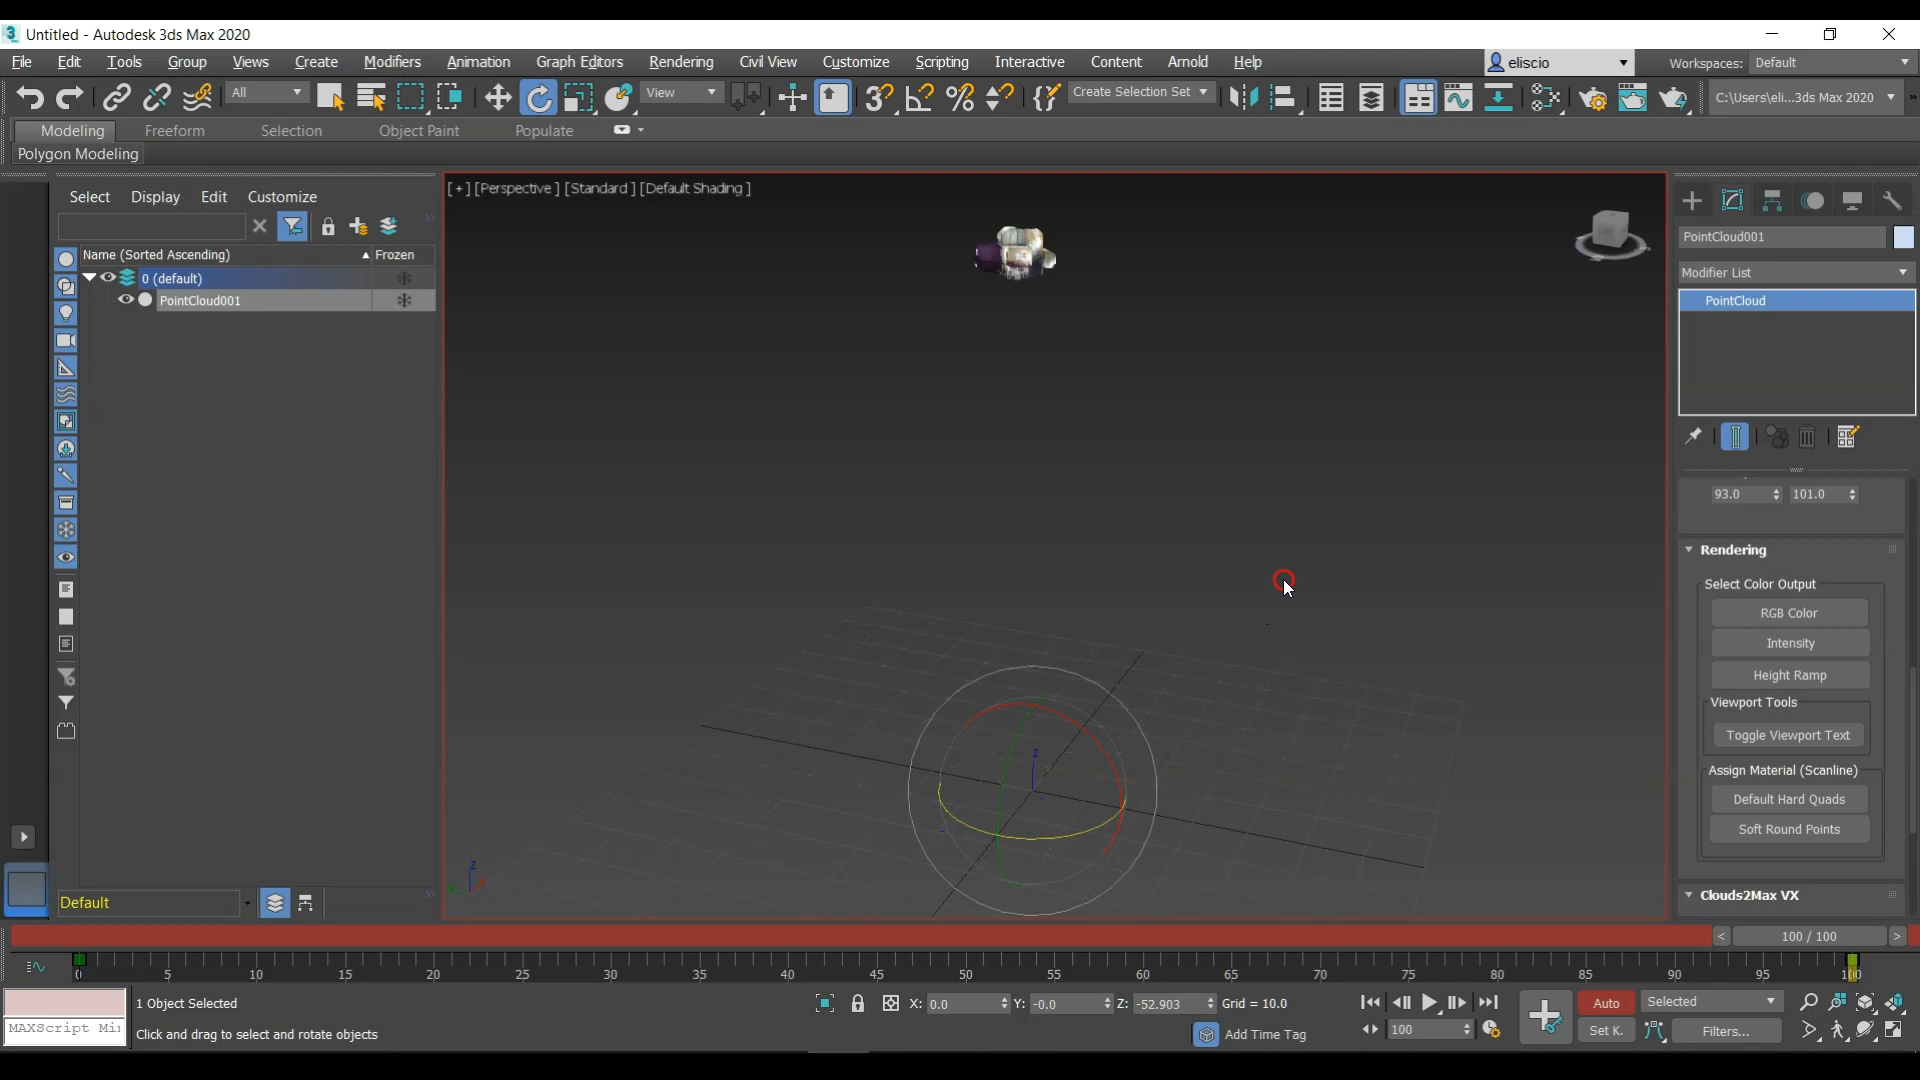 Untitled - Autodesk 3ds Max 2020
File Edit Tools Group Views Create Modifiers Animation Graph Editors Rendering Civil View Customize Scripting Interactive Content Arnold Help
eliscio
Workspaces: Default
All
View
Create Selection Set
C:\Users\eli...3ds Max 2020
Modeling Freeform Selection Object Paint Populate
Polygon Modeling
Select Display Edit Customize
Name (Sorted Ascending) Frozen
0 (default)
PointCloud001
Default
[+] [Perspective] [Standard] [Default Shading]
z
z
PointCloud001
Modifier List
PointCloud
93.0 101.0
Rendering
Select Color Output
RGB Color
Intensity
Height Ramp
Viewport Tools
Toggle Viewport Text
Assign Material (Scanline)
Default Hard Quads
Soft Round Points
Clouds2Max VX
< 100 / 100 >
0 5 10 15 20 25 30 35 40 45 50 55 60 65 70 75 80 85 90 95 100
1 Object Selected
X: 0.0 Y: -0.0 Z: -52.903 Grid = 10.0
Auto Selected
MAXScript Mi
Click and drag to select and rotate objects
Add Time Tag
100
Set K. Filters...